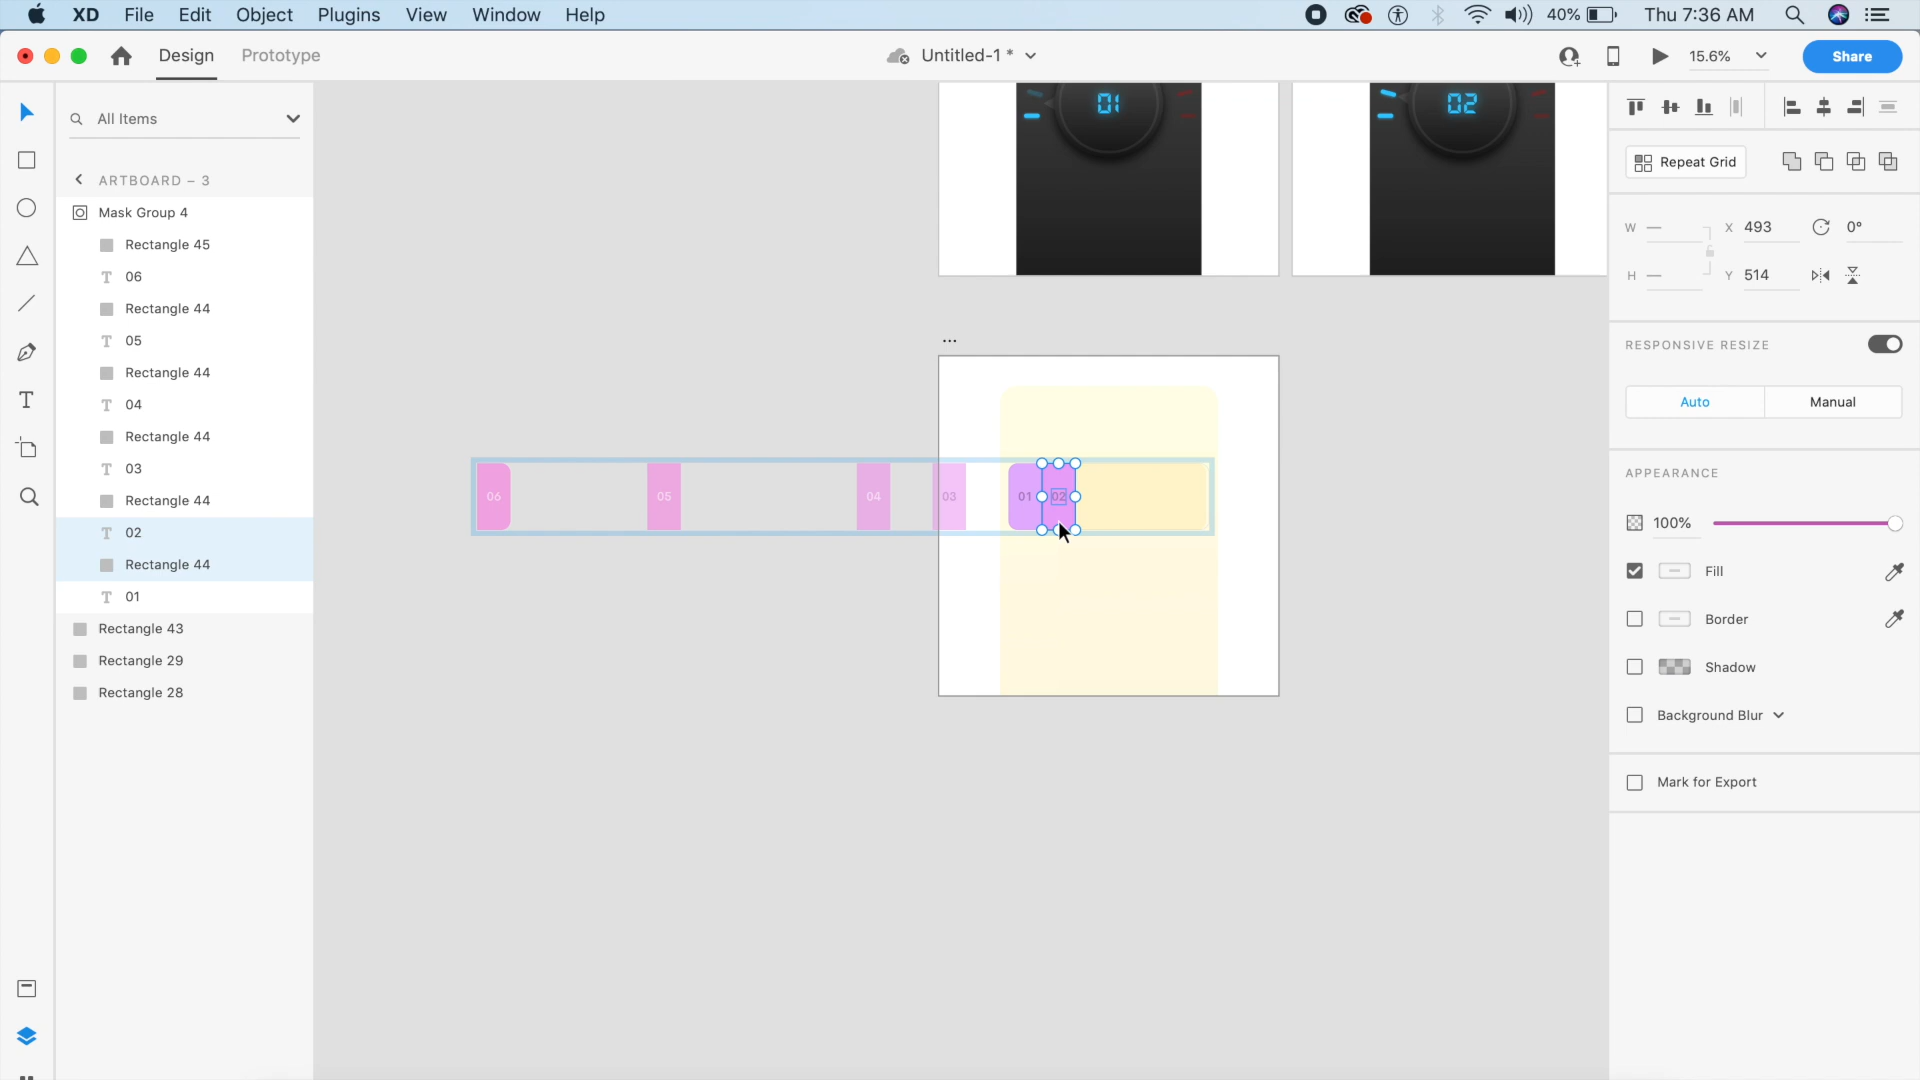 XD File Edit Object Plugins View Window Help 40% Thu 7:36 AM
Design Prototype Untitled-1 * 15.6% Share
All Items
ARTBOARD – 3
Mask Group 4
Rectangle 45
06
Rectangle 44
05
Rectangle 44
04
Rectangle 44
03
Rectangle 44
02
Rectangle 44
01
Rectangle 43
Rectangle 29
Rectangle 28
01 02
...
06 05 04 03 01 02
Repeat Grid
W — X 493 0°
H — Y 514
RESPONSIVE RESIZE
Auto Manual
APPEARANCE
100%
Fill
Border
Shadow
Background Blur
Mark for Export